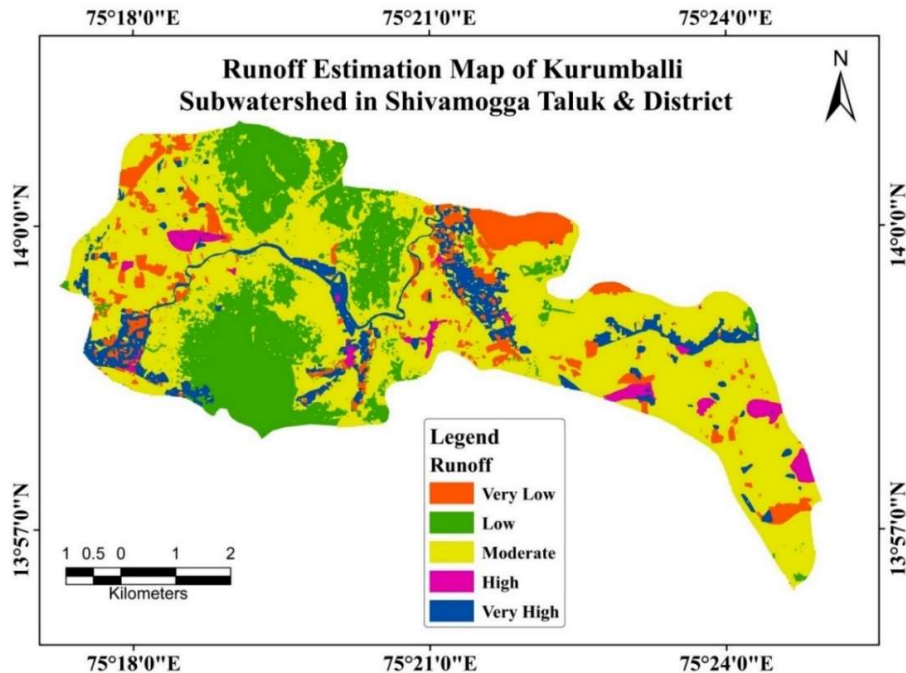 75°18'0"E 75°21'0"E 75°24'0"E
Runoff Estimation Map of Kurumballi
Subwatershed in Shivamogga Taluk & District
N
14°0'0"N 14°0'0"N
Legend
Runoff
Very Low
Low
Moderate
High
Very High
13°57'0"N 13°57'0"N
1 0.5 0 1 2
Kilometers
75°18'0"E 75°21'0"E 75°24'0"E